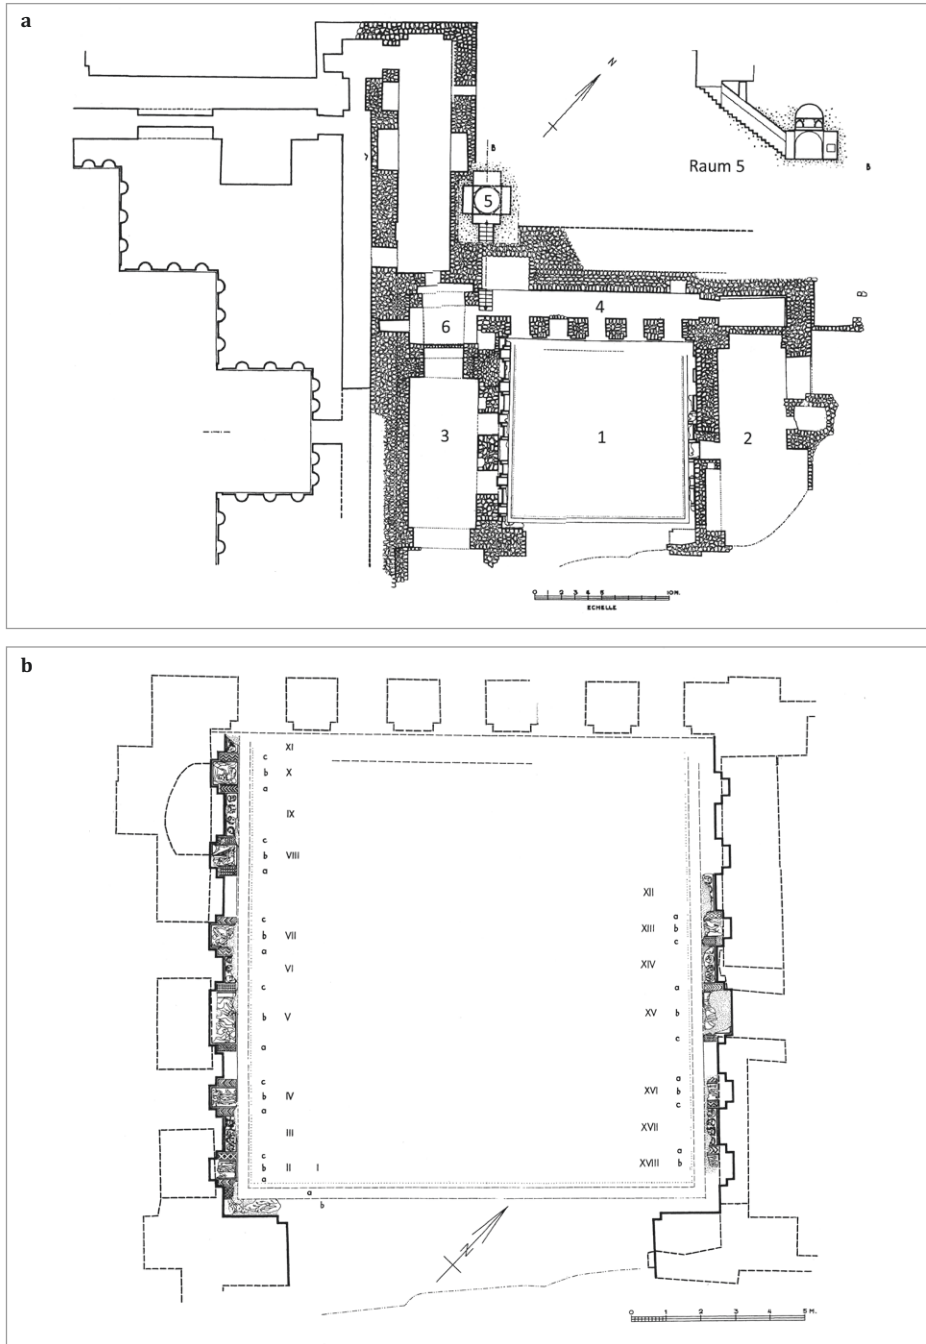 a
N
B
Raum 5
B
5
4
6
3
1
2
0 1 2 3 4 5 10 M.
ECHELLE
b
XI
c
b X
a
IX
c
b VIII
a
XII
c a
b VII XIII b
a c
VI XIV
c a
b V XV b
a c
c a
b IV XVI b
a c
III XVII
c a
b II I XVIII b
a
a
b
N
0 1 2 3 4 5 M.